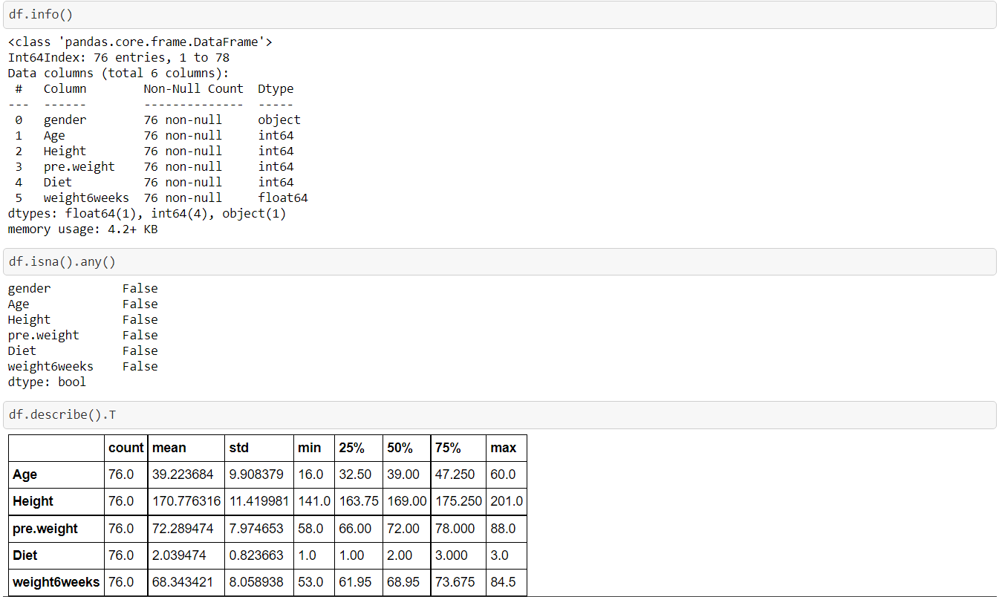 df.info()
<class 'pandas.core.frame.DataFrame'>
Int64Index: 76 entries, 1 to 78
Data columns (total 6 columns):
 #   Column        Non-Null Count  Dtype
---  ------        --------------  -----
 0   gender        76 non-null     object
 1   Age           76 non-null     int64
 2   Height        76 non-null     int64
 3   pre.weight    76 non-null     int64
 4   Diet          76 non-null     int64
 5   weight6weeks  76 non-null     float64
dtypes: float64(1), int64(4), object(1)
memory usage: 4.2+ KB
df.isna().any()
gender          False
Age             False
Height          False
pre.weight      False
Diet            False
weight6weeks    False
dtype: bool
df.describe().T
count mean std min 25% 50% 75% max
Age 76.0 39.223684 9.908379 16.0 32.50 39.00 47.250 60.0
Height 76.0 170.776316 11.419981 141.0 163.75 169.00 175.250 201.0
pre.weight 76.0 72.289474 7.974653 58.0 66.00 72.00 78.000 88.0
Diet 76.0 2.039474 0.823663 1.0 1.00 2.00 3.000 3.0
weight6weeks 76.0 68.343421 8.058938 53.0 61.95 68.95 73.675 84.5